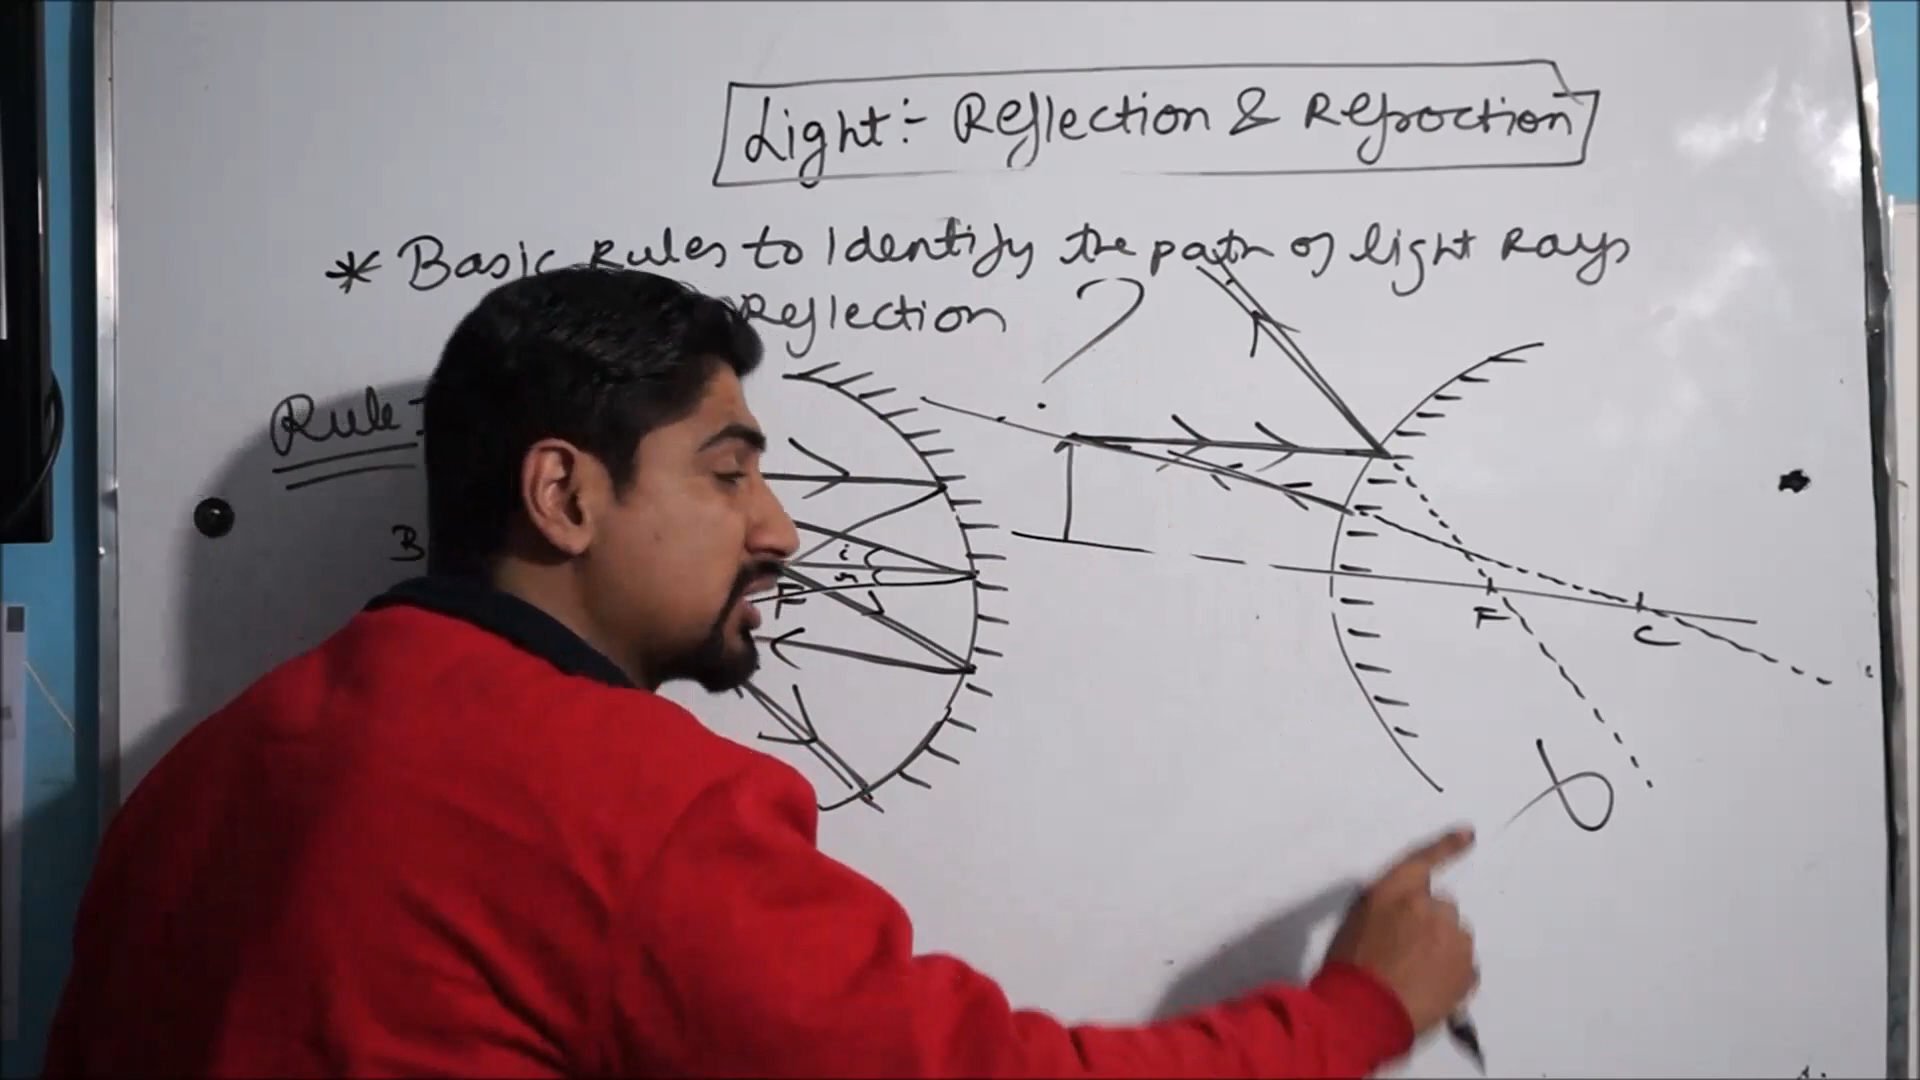 Light:- Reflection & Refraction
* Basic Rules to Identify the path of light Rays
Reflection
Rule
B
i
r
F
F
C